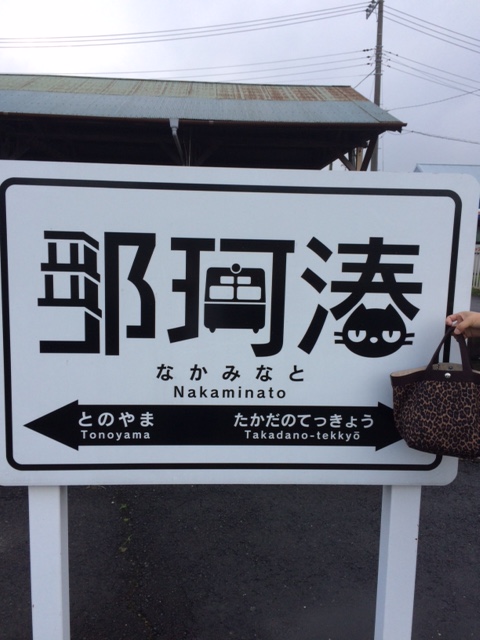 那珂湊
なかみなと
Nakaminato
とのやま たかだのてっきょう
Tonoyama Takadano-tekkyō